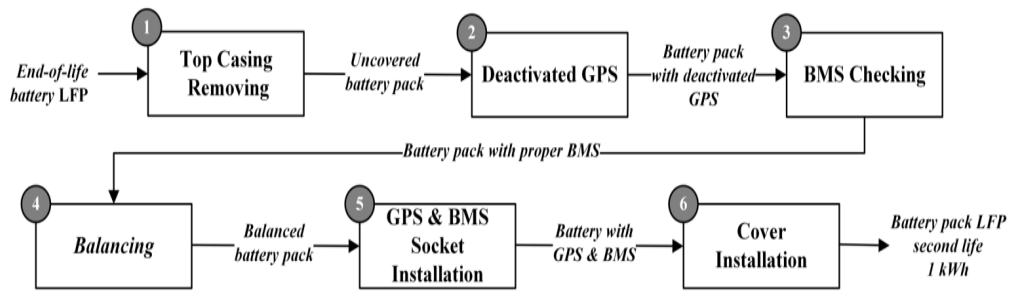 1
Top Casing
Removing
End-of-life
battery LFP
Uncovered
battery pack
2
Deactivated GPS
Battery pack
with deactivated
GPS
3
BMS Checking
Battery pack with proper BMS
4
Balancing
Balanced
battery pack
5
GPS & BMS
Socket
Installation
Battery with
GPS & BMS
6
Cover
Installation
Battery pack LFP
second life
1 kWh